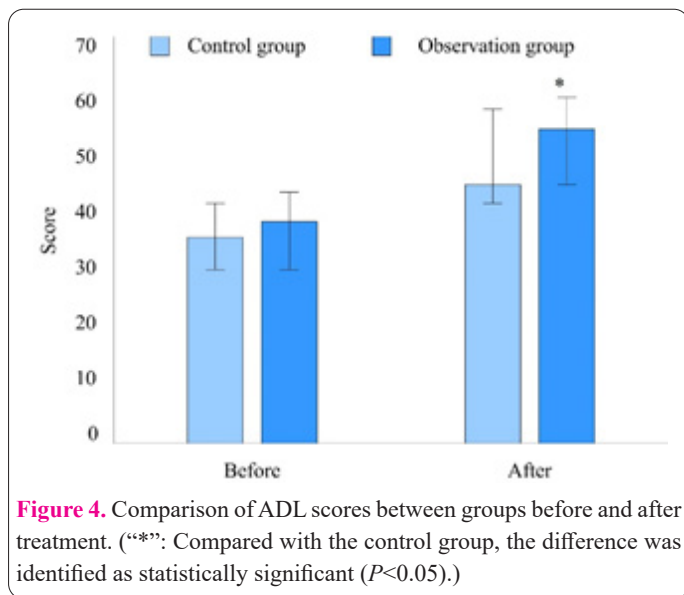 70
Control group
Observation group
60
*
50
40
Score
30
20
10
0
Before
After
Figure 4. Comparison of ADL scores between groups before and after
treatment. (“*”: Compared with the control group, the difference was
identified as statistically significant (P<0.05).)